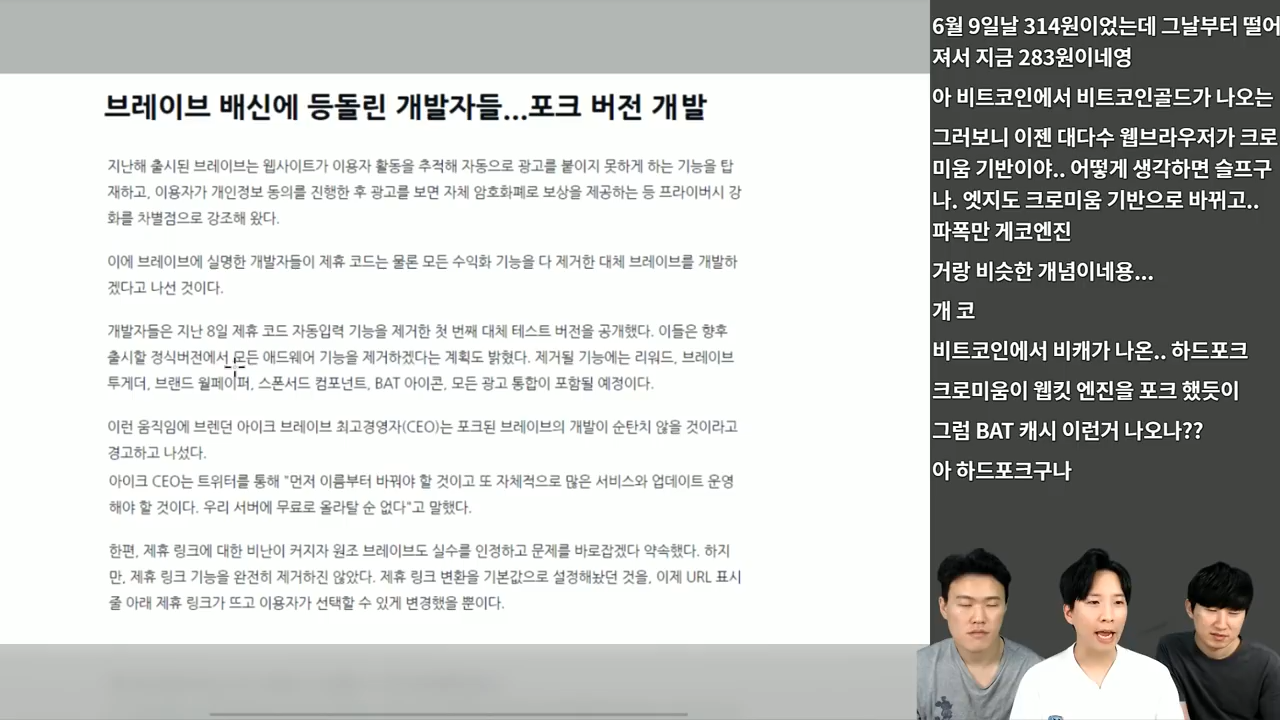 브레이브 배신에 등돌린 개발자들...포크 버전 개발
지난해 출시된 브레이브는 웹사이트가 이용자 활동을 추적해 자동으로 광고를 붙이지 못하게 하는 기능을 탑
재하고, 이용자가 개인정보 동의를 진행한 후 광고를 보면 자체 암호화폐로 보상을 제공하는 등 프라이버시 강
화를 차별점으로 강조해 왔다.
이에 브레이브에 실명한 개발자들이 제휴 코드는 물론 모든 수익화 기능을 다 제거한 대체 브레이브를 개발하
겠다고 나선 것이다.
개발자들은 지난 8일 제휴 코드 자동입력 기능을 제거한 첫 번째 대체 테스트 버전을 공개했다. 이들은 향후
출시할 정식버전에서 모든 애드웨어 기능을 제거하겠다는 계획도 밝혔다. 제거될 기능에는 리워드, 브레이브
투게더, 브랜드 월페이퍼, 스폰서드 컴포넌트, BAT 아이콘, 모든 광고 통합이 포함될 예정이다.
이런 움직임에 브렌던 아이크 브레이브 최고경영자(CEO)는 포크된 브레이브의 개발이 순탄치 않을 것이라고
경고하고 나섰다.
아이크 CEO는 트위터를 통해 "먼저 이름부터 바꿔야 할 것이고 또 자체적으로 많은 서비스와 업데이트 운영
해야 할 것이다. 우리 서버에 무료로 올라탈 순 없다"고 말했다.
한편, 제휴 링크에 대한 비난이 커지자 원조 브레이브도 실수를 인정하고 문제를 바로잡겠다 약속했다. 하지
만, 제휴 링크 기능을 완전히 제거하진 않았다. 제휴 링크 변환을 기본값으로 설정해놨던 것을, 이제 URL 표시
줄 아래 제휴 링크가 뜨고 이용자가 선택할 수 있게 변경했을 뿐이다.
6월 9일날 314원이었는데 그날부터 떨어
져서 지금 283원이네영
아 비트코인에서 비트코인골드가 나오는
그러보니 이젠 대다수 웹브라우저가 크로
미움 기반이야.. 어떻게 생각하면 슬프구
나. 엣지도 크로미움 기반으로 바뀌고..
파폭만 게코엔진
거랑 비슷한 개념이네용...
개 코
비트코인에서 비캐가 나온.. 하드포크
크로미움이 웹킷 엔진을 포크 했듯이
그럼 BAT 캐시 이런거 나오나??
아 하드포크구나